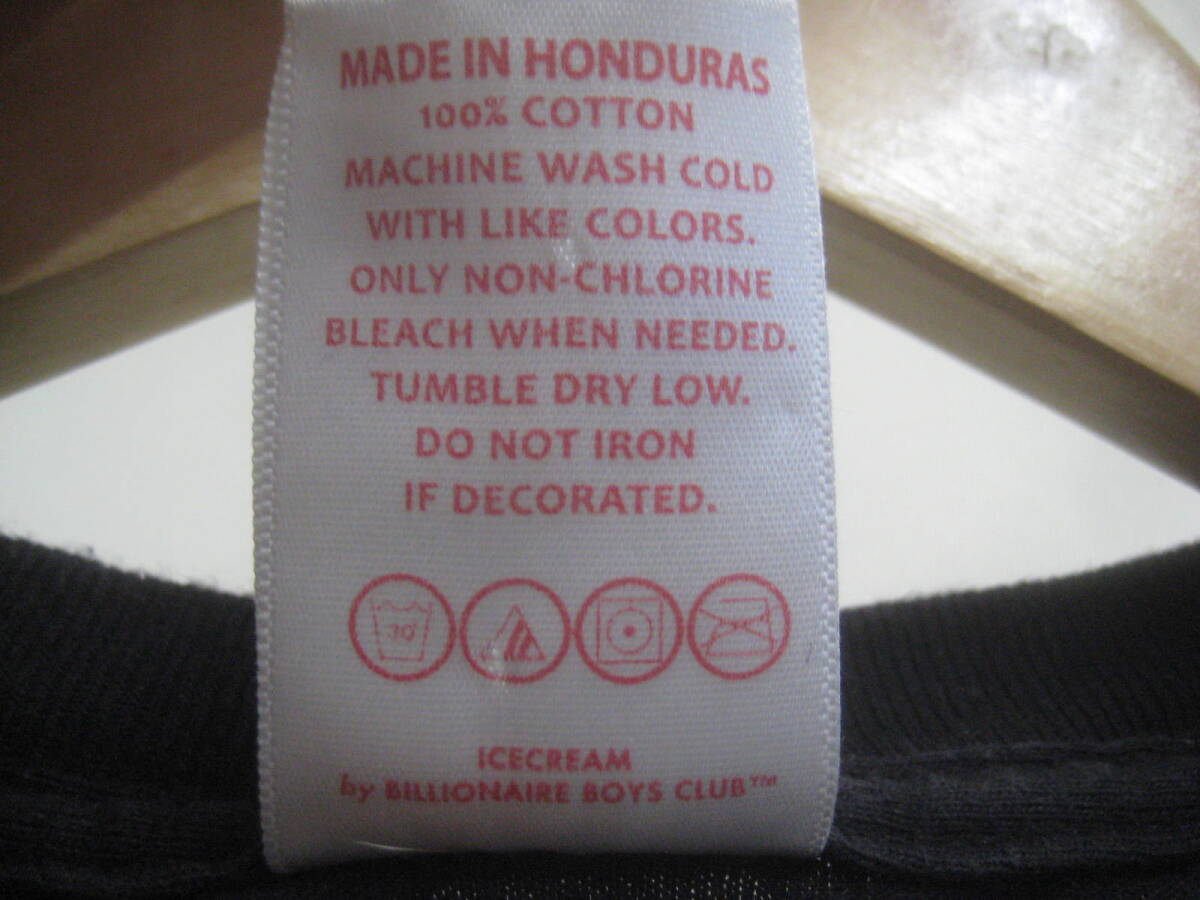 MADE IN HONDURAS
100% COTTON
MACHINE WASH COLD
WITH LIKE COLORS.
ONLY NON-CHLORINE
BLEACH WHEN NEEDED.
TUMBLE DRY LOW.
DO NOT IRON
IF DECORATED.
ICECREAM
by BILLIONAIRE BOYS CLUB™